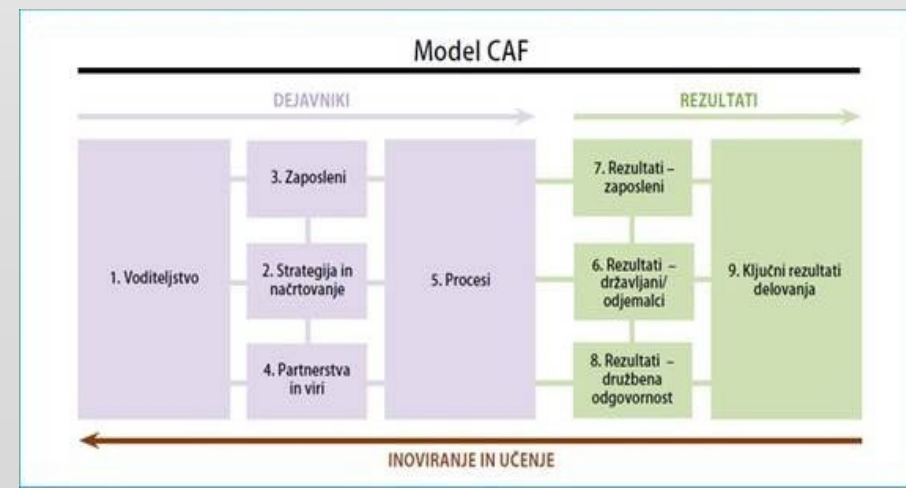 Model CAF
DEJAVNIKI
REZULTATI
1. Voditeljstvo
3. Zaposleni
2. Strategija in
načrtovanje
4. Partnerstva
in viri
5. Procesi
7. Rezultati –
zaposleni
6. Rezultati –
državljani/
odjemalci
8. Rezultati –
družbena
odgovornost
9. Ključni rezultati
delovanja
INOVIRANJE IN UČENJE